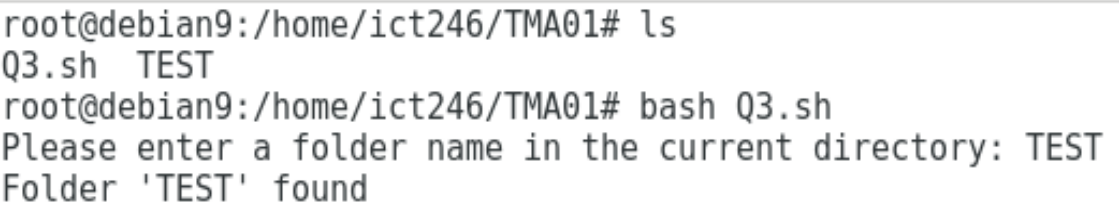 root@debian9:/home/ict246/TMA01# ls
Q3.sh  TEST
root@debian9:/home/ict246/TMA01# bash Q3.sh
Please enter a folder name in the current directory: TEST
Folder 'TEST' found